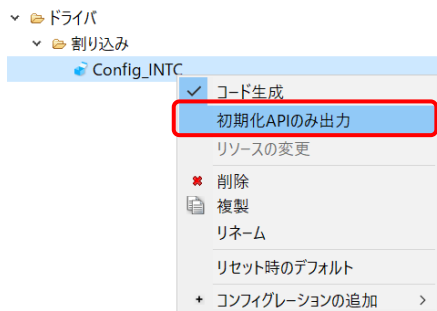 ドライバ
割り込み
Config_INTC
コード生成
初期化APIのみ出力
リソースの変更
削除
複製
リネーム
リセット時のデフォルト
コンフィグレーションの追加